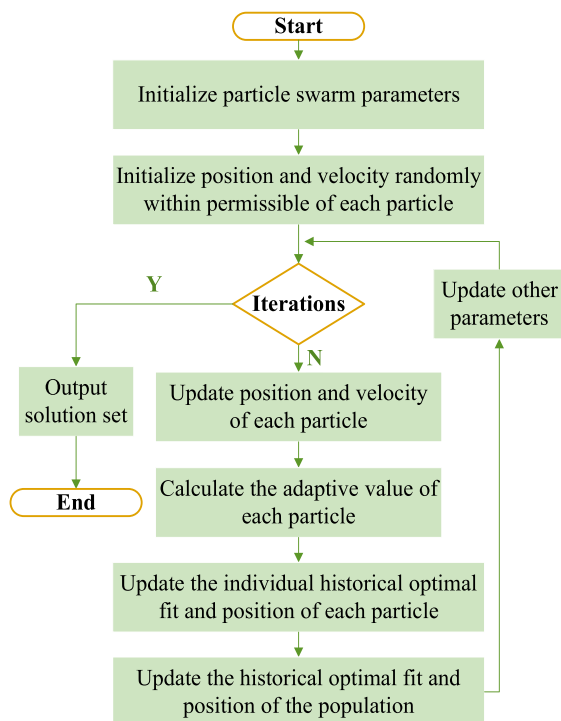 Start
Initialize particle swarm parameters
Initialize position and velocity randomly
within permissible of each particle
Y
Iterations
Update other
parameters
N
Output
solution set
Update position and velocity
of each particle
Calculate the adaptive value of
each particle
End
Update the individual historical optimal
fit and position of each particle
Update the historical optimal fit and
position of the population